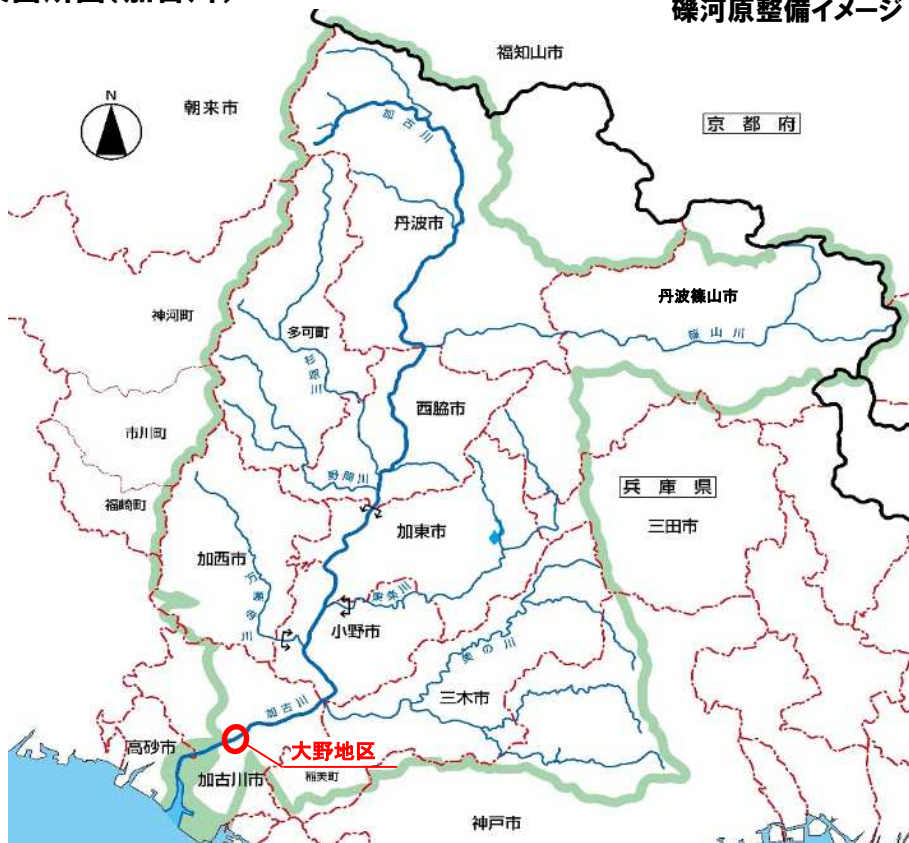 礫河原整備イメージ
福知山市
N
朝来市
京都府
加古川
丹波市
丹波篠山市
篠山川
神河町
多可町
杉原川
西脇市
市川町
野間川
兵庫県
福崎町
三田市
加東市
加西市
万願寺川
東条川
小野市
美の川
三木市
加古川
高砂市
大野地区
加古川市
稲美町
神戸市